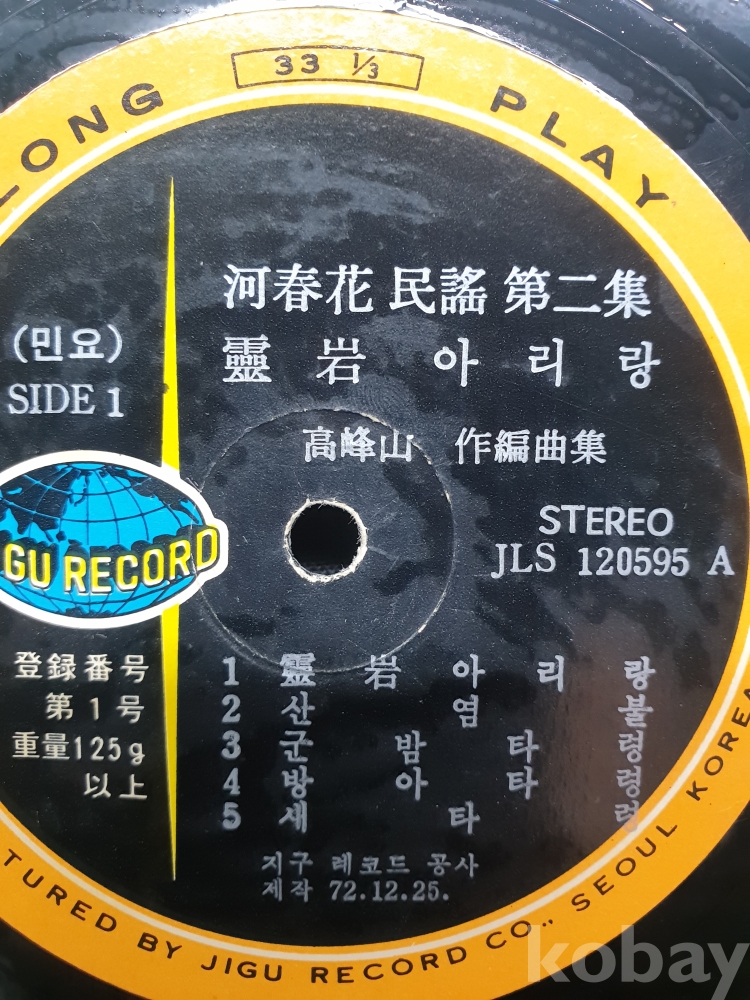 LONG PLAY
33 ⅓
河春花 民謠 第二集
(민요)
SIDE 1
靈岩 아리랑
高峰山 作編曲集
STEREO
JLS 120595 A
GU RECORD
登録番号
第1号
重量125g
以上
1 靈岩아리랑
2 산염불
3 군밤타령
4 방아타령
5 새타령
지구 레코드 공사
제작 72.12.25.
TURED BY JIGU RECORD CO., SEOUL KOREA
kobay